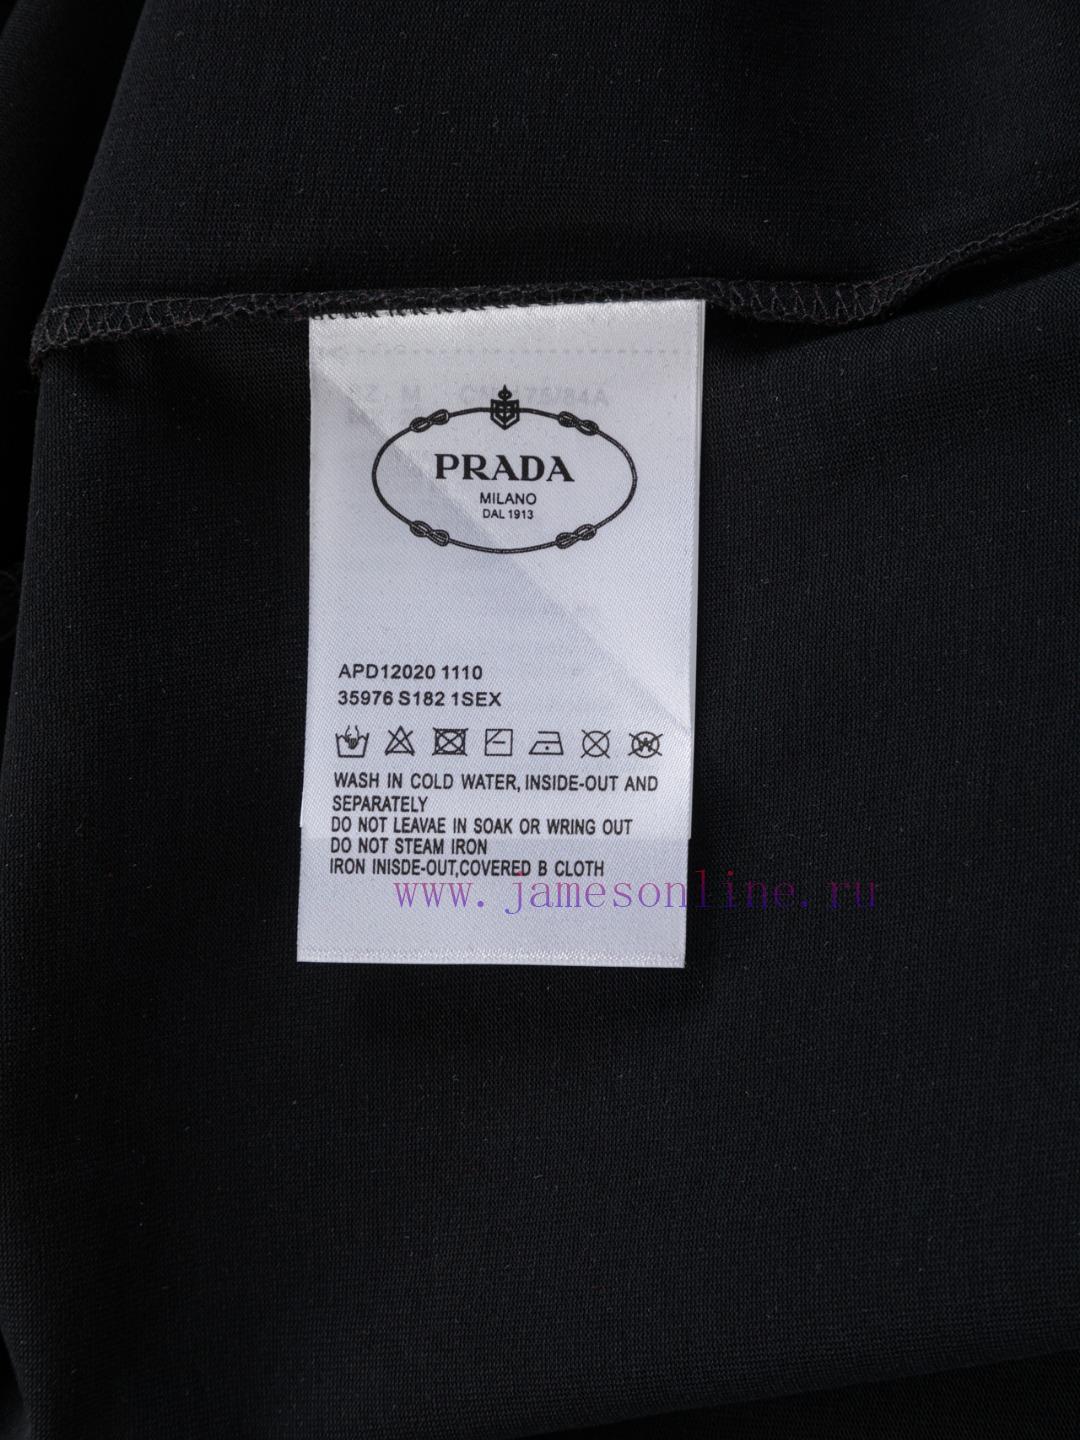 PRADA
MILANO
DAL 1913
APD12020 1110
35976 S182 1SEX
WASH IN COLD WATER, INSIDE-OUT AND
SEPARATELY
DO NOT LEAVAE IN SOAK OR WRING OUT
DO NOT STEAM IRON
IRON INISDE-OUT,COVERED B CLOTH
www.jamesonline.ru